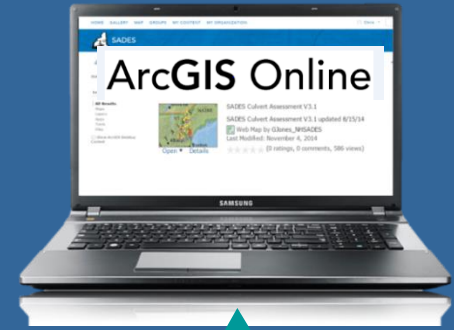 HOME GALLERY MAP GROUPS MY CONTENT MY ORGANIZATION
SADES
ArcGIS Online
All Results
SADES Culvert Assessment V3.1
SADES Culvert Assessment V3.1 updated 8/15/14
Web Map by GJones_NHSADES
Last Modified: November 4, 2014
(0 ratings, 0 comments, 586 views)
Open Details
SAMSUNG